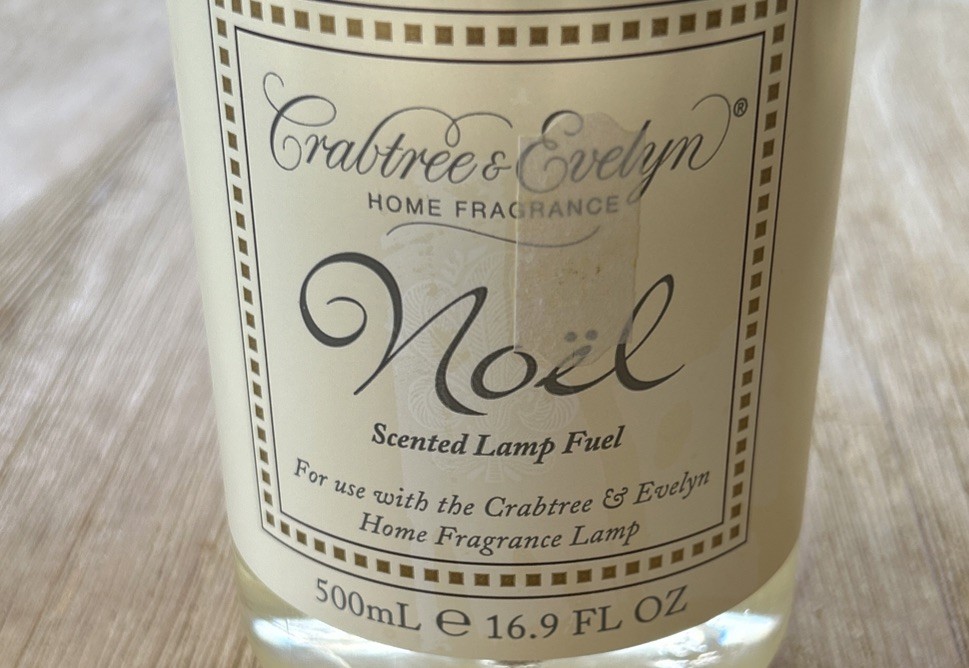 Crabtree & Evelyn®
HOME FRAGRANCE
Noël
Scented Lamp Fuel
For use with the Crabtree & Evelyn
Home Fragrance Lamp
500mL ℮ 16.9 FL OZ